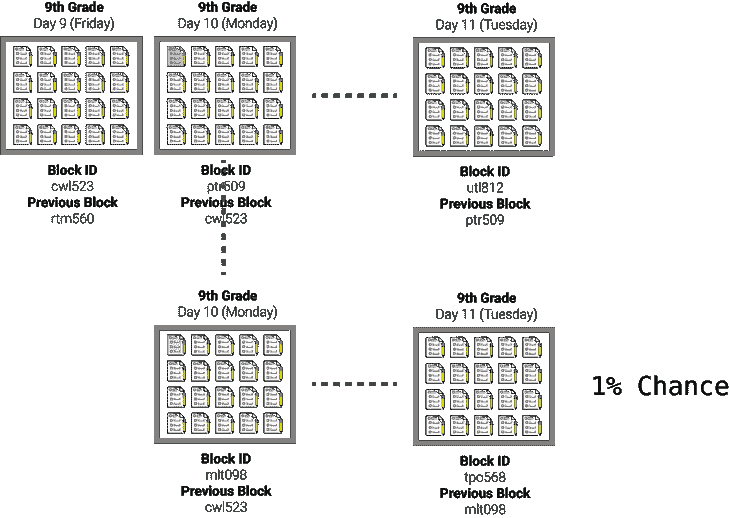 9th Grade
Day 9 (Friday)
Block ID
cwl523
Previous Block
rtm560
9th Grade
Day 10 (Monday)
Block ID
ptr509
Previous Block
cwl523
9th Grade
Day 11 (Tuesday)
Block ID
utl812
Previous Block
ptr509
9th Grade
Day 10 (Monday)
Block ID
mlt098
Previous Block
cwl523
9th Grade
Day 11 (Tuesday)
Block ID
tpo568
Previous Block
mlt098
1% Chance